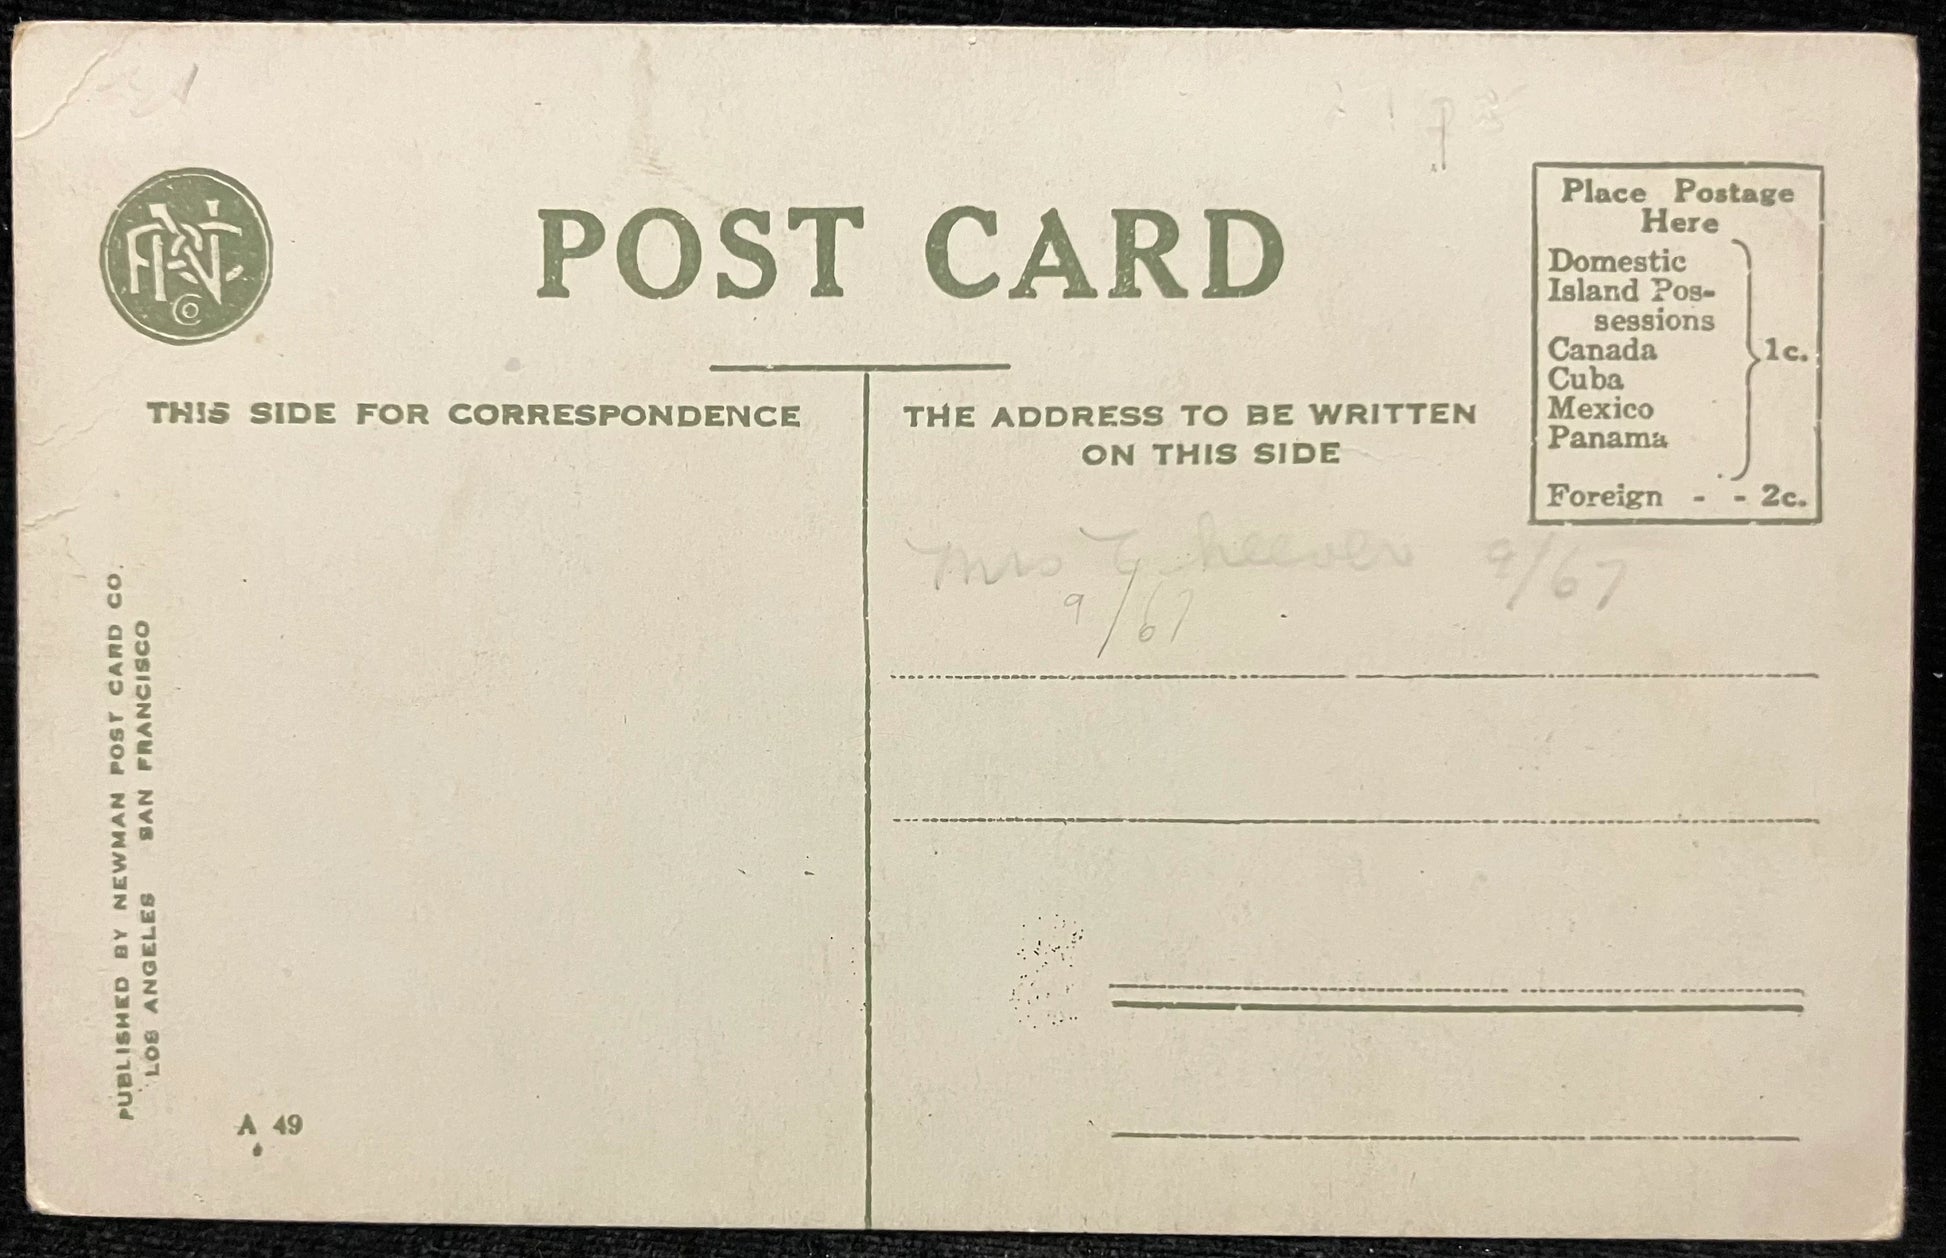 POST CARD
Place Postage
Here
Domestic
Island Pos-
sessions
Canada
Cuba
Mexico
Panama
1c.
Foreign - - 2c.
THIS SIDE FOR CORRESPONDENCE
THE ADDRESS TO BE WRITTEN
ON THIS SIDE
Mrs 9/67
9/67
PUBLISHED BY NEWMAN POST CARD CO.
LOS ANGELES SAN FRANCISCO
A 49